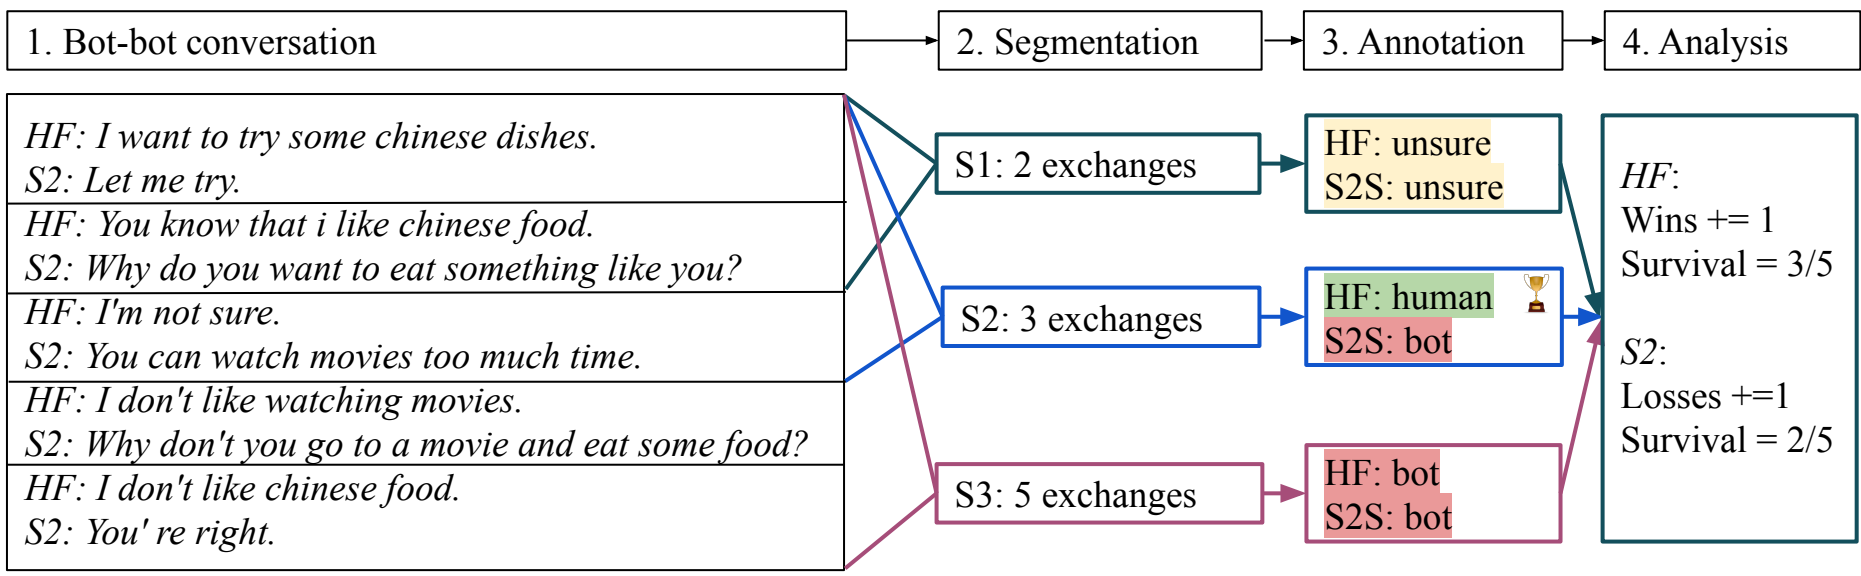 1. Bot-bot conversation
2. Segmentation
3. Annotation
4. Analysis
HF: I want to try some chinese dishes.
S2: Let me try.
HF: You know that i like chinese food.
S2: Why do you want to eat something like you?
HF: I'm not sure.
S2: You can watch movies too much time.
HF: I don't like watching movies.
S2: Why don't you go to a movie and eat some food?
HF: I don't like chinese food.
S2: You' re right.
S1: 2 exchanges
S2: 3 exchanges
S3: 5 exchanges
HF: unsure
S2S: unsure
HF: human
S2S: bot
HF: bot
S2S: bot
HF:
Wins += 1
Survival = 3/5
S2:
Losses +=1
Survival = 2/5